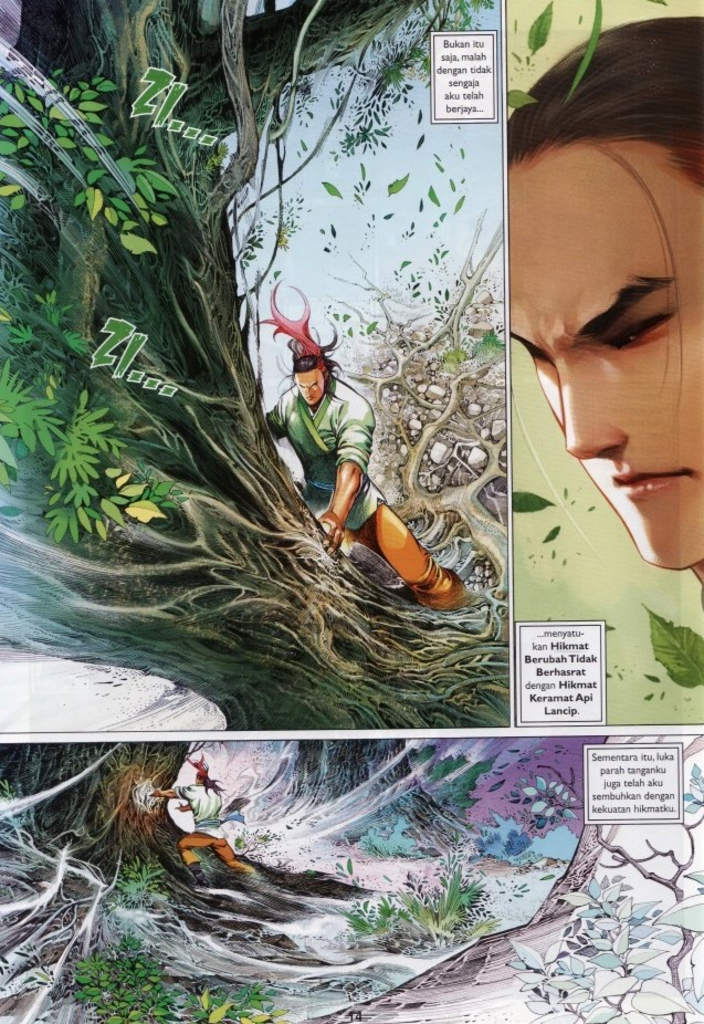 Bukan itu
saja, malah
dengan tidak
sengaja
aku telah
berjaya...
ZI...
ZI...
...menyatu-
kan Hikmat
Berubah Tidak
Berhasrat
dengan Hikmat
Keramat Api
Lancip.
Sementara itu, luka
parah tanganku
juga telah aku
sembuhkan dengan
kekuatan hikmatku.
14